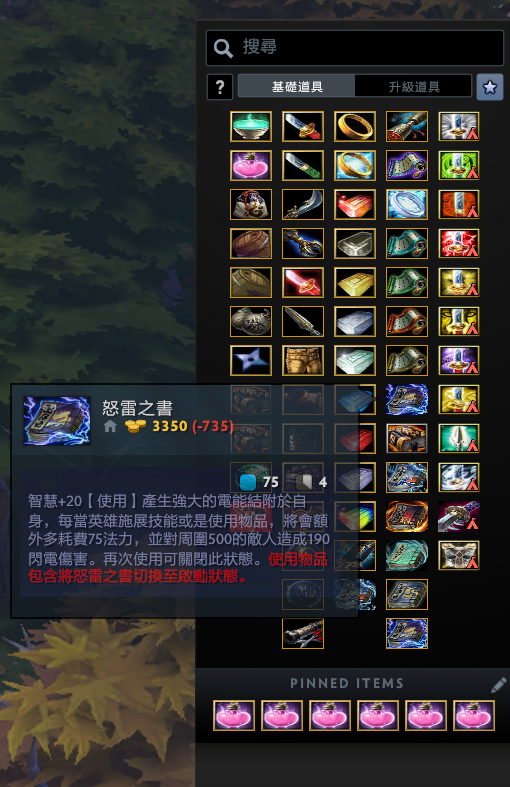 搜尋
?
基礎道具
升級道具
怒雷之書
3350 (-735)
75
4
智慧+20【使用】產生強大的電能結附於自
身，每當英雄施展技能或是使用物品，將會額
外多耗費75法力，並對周圍500的敵人造成190
閃電傷害。再次使用可關閉此狀態。使用物品
包含將怒雷之書切換至啟動狀態。
PINNED ITEMS